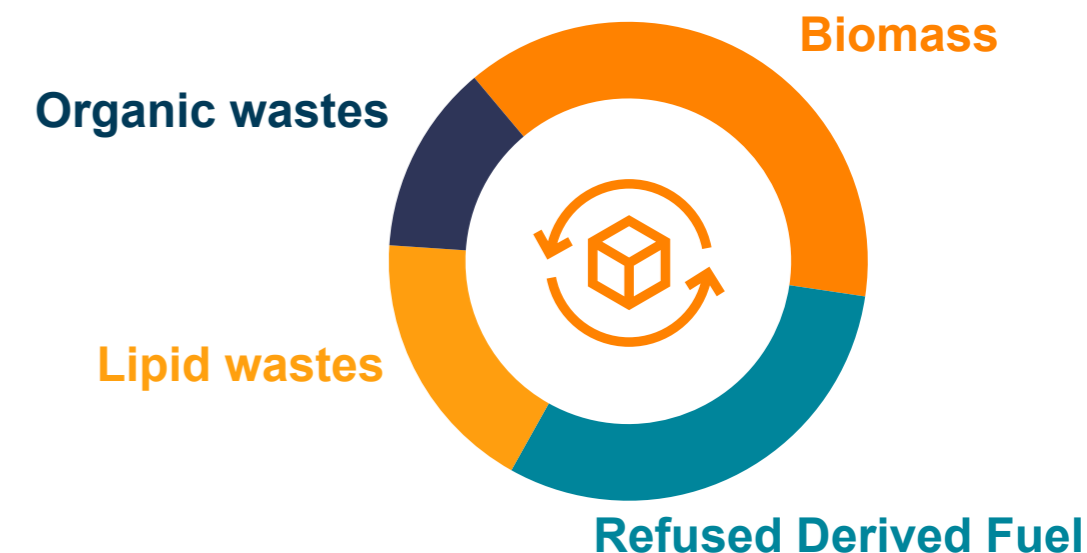 Biomass
Organic wastes
Lipid wastes
Refused Derived Fuel